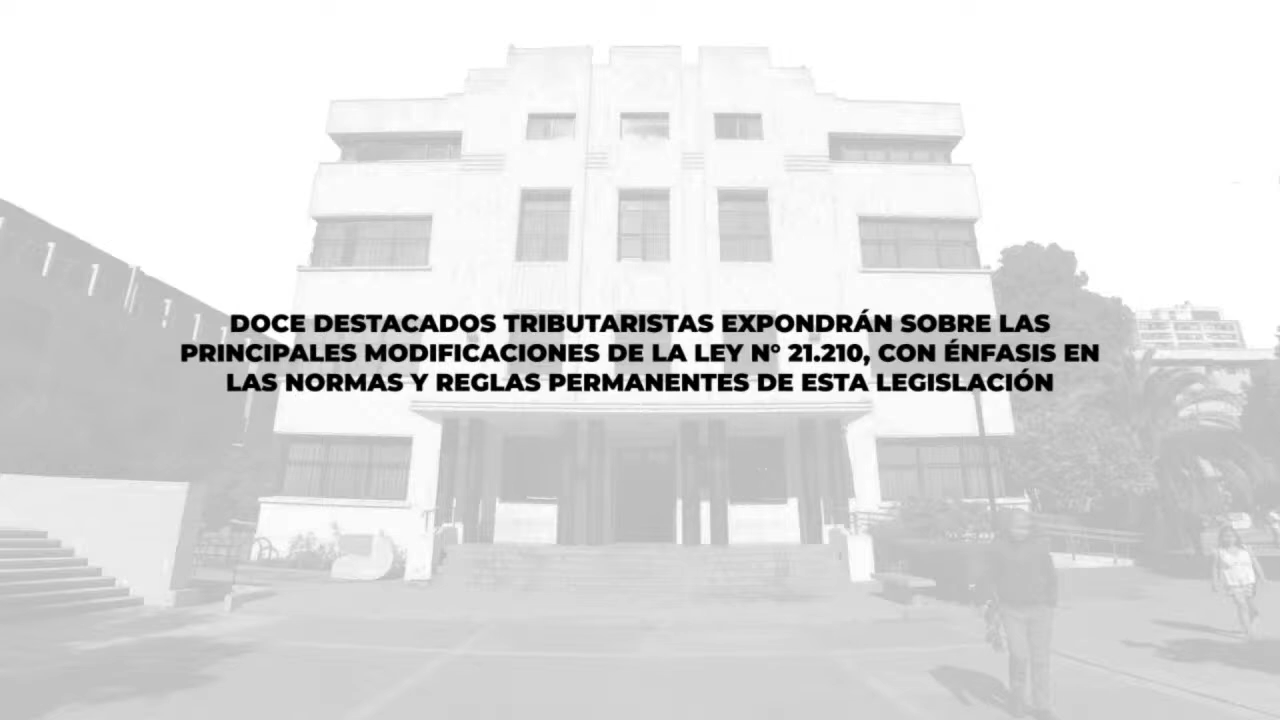 DOCE DESTACADOS TRIBUTARISTAS EXPONDRÁN SOBRE LAS
PRINCIPALES MODIFICACIONES DE LA LEY N° 21.210, CON ÉNFASIS EN
LAS NORMAS Y REGLAS PERMANENTES DE ESTA LEGISLACIÓN